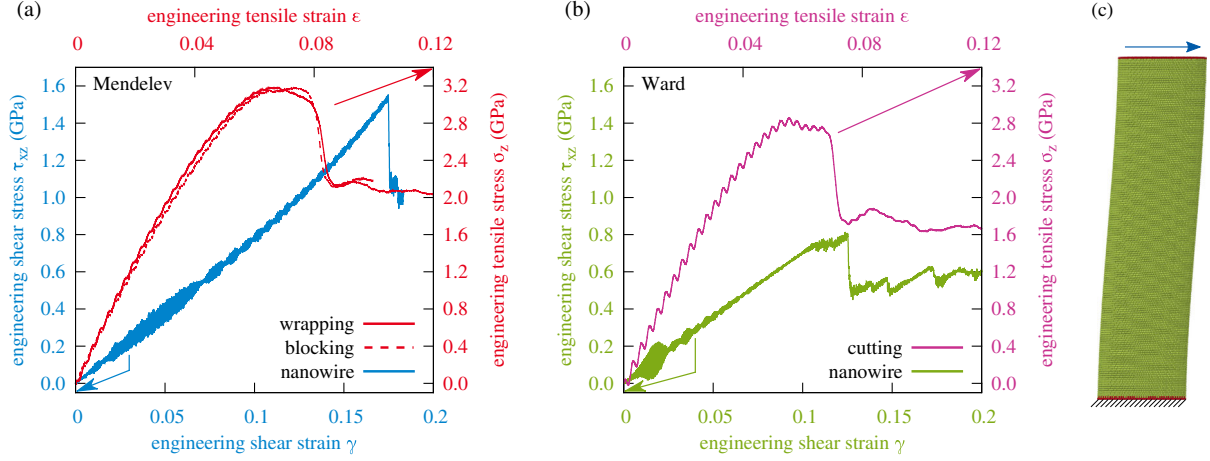 (a)
engineering tensile strain ε
0 0.04 0.08 0.12
Mendelev
engineering shear stress τxz (GPa)
1.6
1.4
1.2
1.0
0.8
0.6
0.4
0.2
0.0
engineering tensile stress σz (GPa)
3.2
2.8
2.4
2.0
1.6
1.2
0.8
0.4
0.0
wrapping
blocking
nanowire
0 0.05 0.1 0.15 0.2
engineering shear strain γ
(b)
engineering tensile strain ε
0 0.04 0.08 0.12
Ward
engineering shear stress τxz (GPa)
1.6
1.4
1.2
1.0
0.8
0.6
0.4
0.2
0.0
engineering tensile stress σz (GPa)
3.2
2.8
2.4
2.0
1.6
1.2
0.8
0.4
0.0
cutting
nanowire
0 0.05 0.1 0.15 0.2
engineering shear strain γ
(c)